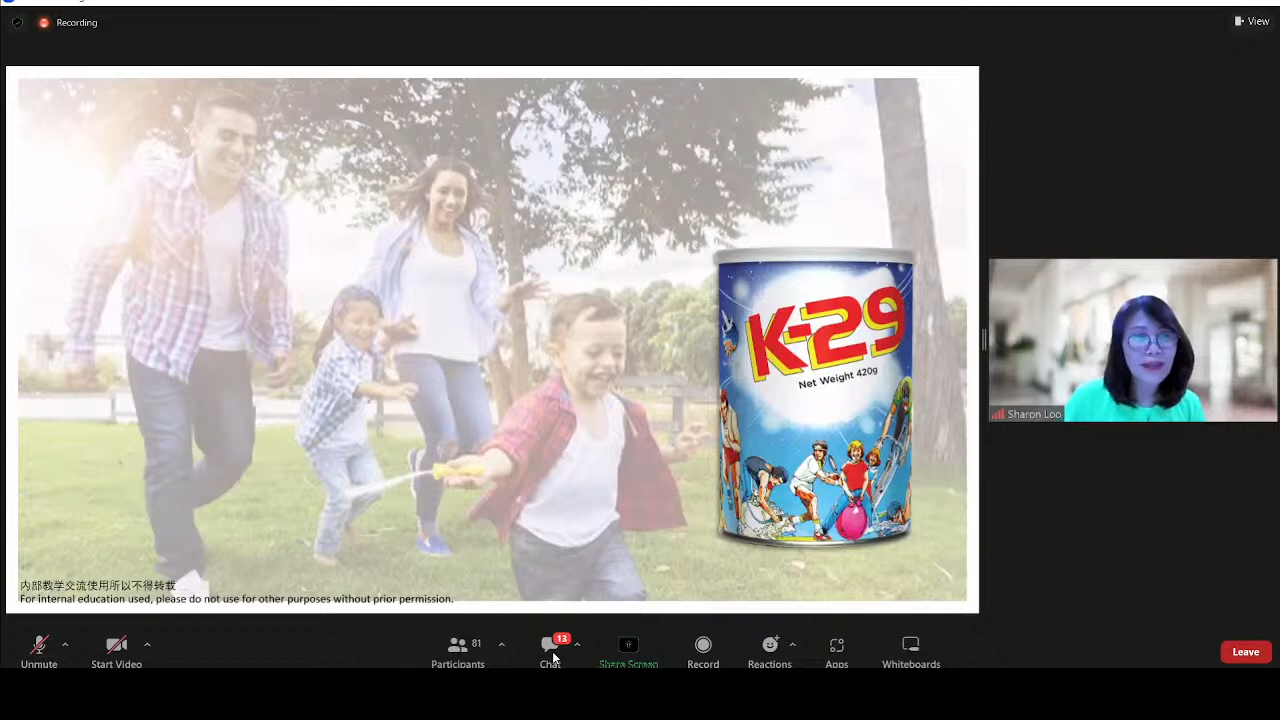 Recording
View
K-29
Net Weight 420g
Sharon Loo
内部教学交流使用所以不得转载
For internal education used, please do not use for other purposes without prior permission.
Unmute
Start Video
81
Participants
13
Chat
Share Screen
Record
Reactions
Apps
Whiteboards
Leave